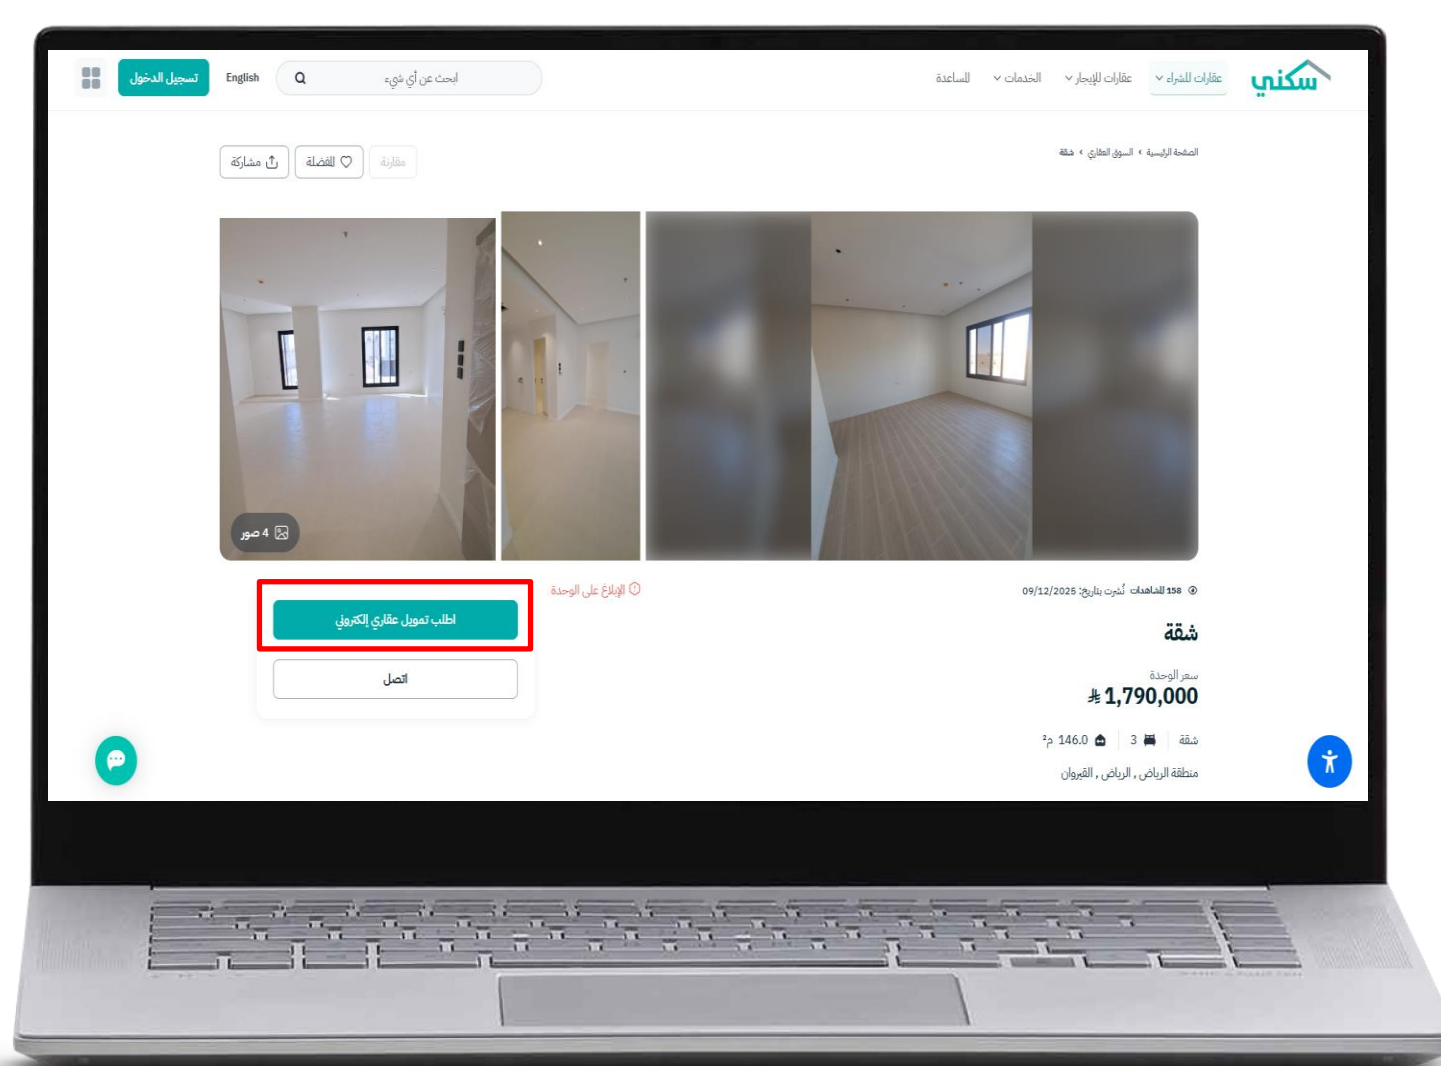 سكني
عقارات للشراء
عقارات للإيجار
الخدمات
المساعدة
ابحث عن أي شيء
English
تسجيل الدخول
الصفحة الرئيسية › السوق العقاري › شقة
مقارنة
المفضلة
مشاركة
4 صور
158 المشاهدات نُشرت بتاريخ: 09/12/2025
الإبلاغ على الوحدة
شقة
سعر الوحدة
1,790,000
شقة 3 146.0 م²
منطقة الرياض , الرياض , القيروان
اطلب تمويل عقاري إلكتروني
اتصل